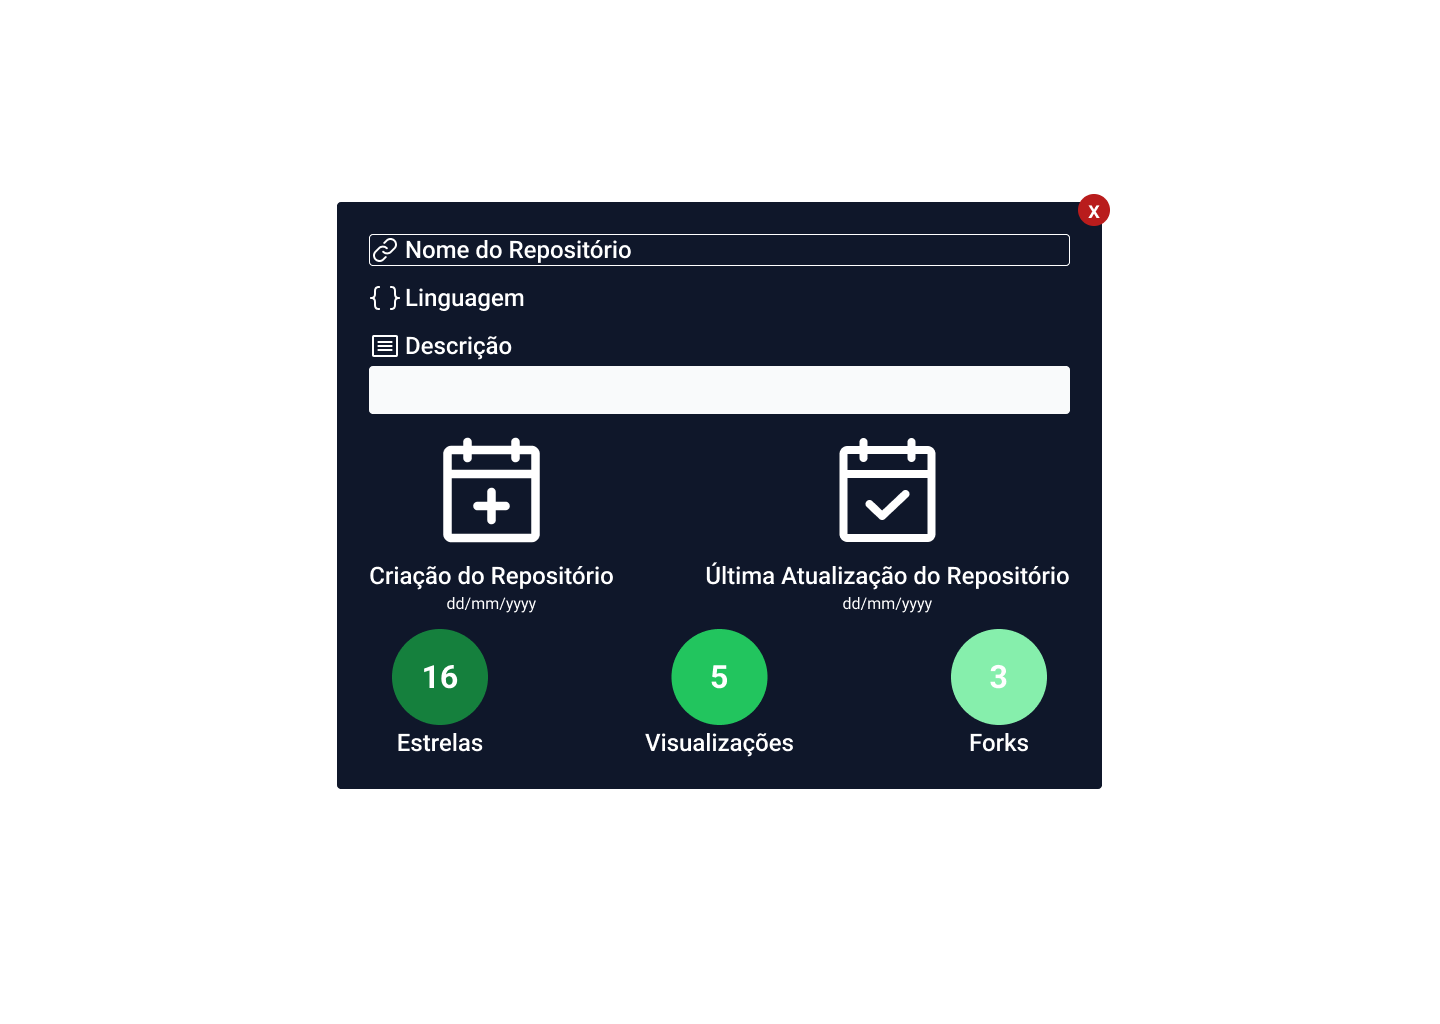 X
Nome do Repositório
{ } Linguagem
Descrição
Criação do Repositório
dd/mm/yyyy
Última Atualização do Repositório
dd/mm/yyyy
16
Estrelas
5
Visualizações
3
Forks